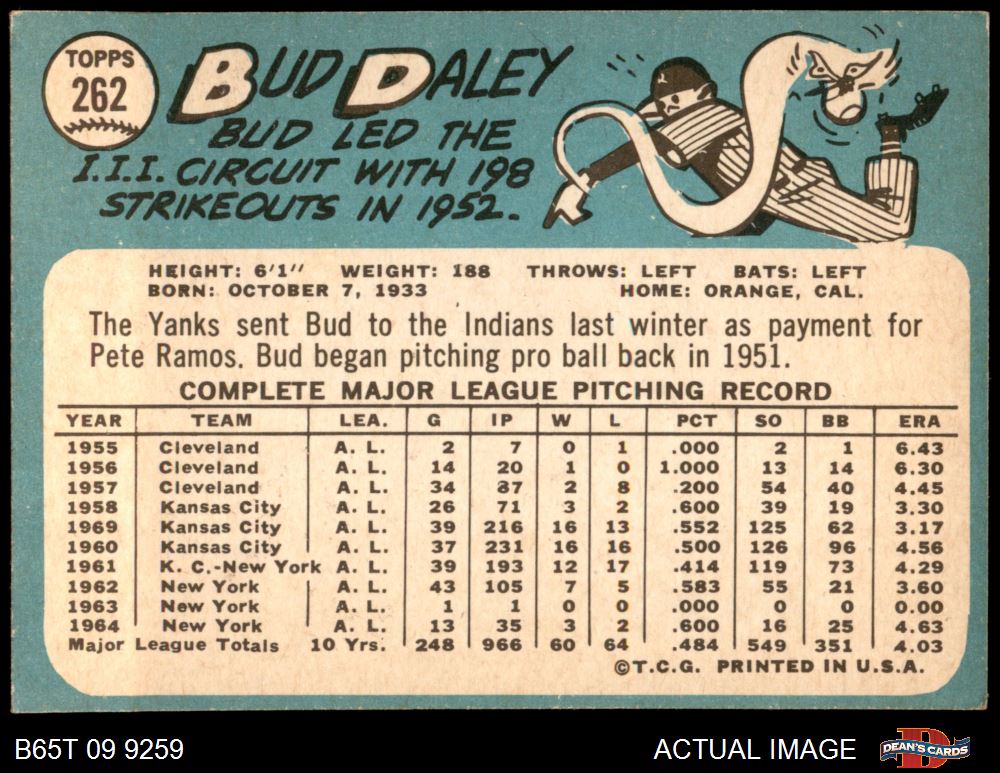 TOPPS
262
BUD DALEY
BUD LED THE
I.I.I. CIRCUIT WITH 198
STRIKEOUTS IN 1952.
HEIGHT: 6'1" WEIGHT: 188 THROWS: LEFT BATS: LEFT
BORN: OCTOBER 7, 1933 HOME: ORANGE, CAL.
The Yanks sent Bud to the Indians last winter as payment for
Pete Ramos. Bud began pitching pro ball back in 1951.
COMPLETE MAJOR LEAGUE PITCHING RECORD
YEAR TEAM LEA. G IP W L PCT SO BB ERA
1955 Cleveland A. L. 2 7 0 1 .000 2 1 6.43
1956 Cleveland A. L. 14 20 1 0 1.000 13 14 6.30
1957 Cleveland A. L. 34 87 2 8 .200 54 40 4.45
1958 Kansas City A. L. 26 71 3 2 .600 39 19 3.30
1969 Kansas City A. L. 39 216 16 13 .552 125 62 3.17
1960 Kansas City A. L. 37 231 16 16 .500 126 96 4.56
1961 K. C.-New York A. L. 39 193 12 17 .414 119 73 4.29
1962 New York A. L. 43 105 7 5 .583 55 21 3.60
1963 New York A. L. 1 1 0 0 .000 0 0 0.00
1964 New York A. L. 13 35 3 2 .600 16 25 4.63
Major League Totals 10 Yrs. 248 966 60 64 .484 549 351 4.03
©T.C.G. PRINTED IN U.S.A.
B65T 09 9259 ACTUAL IMAGE DEAN'S CARDS